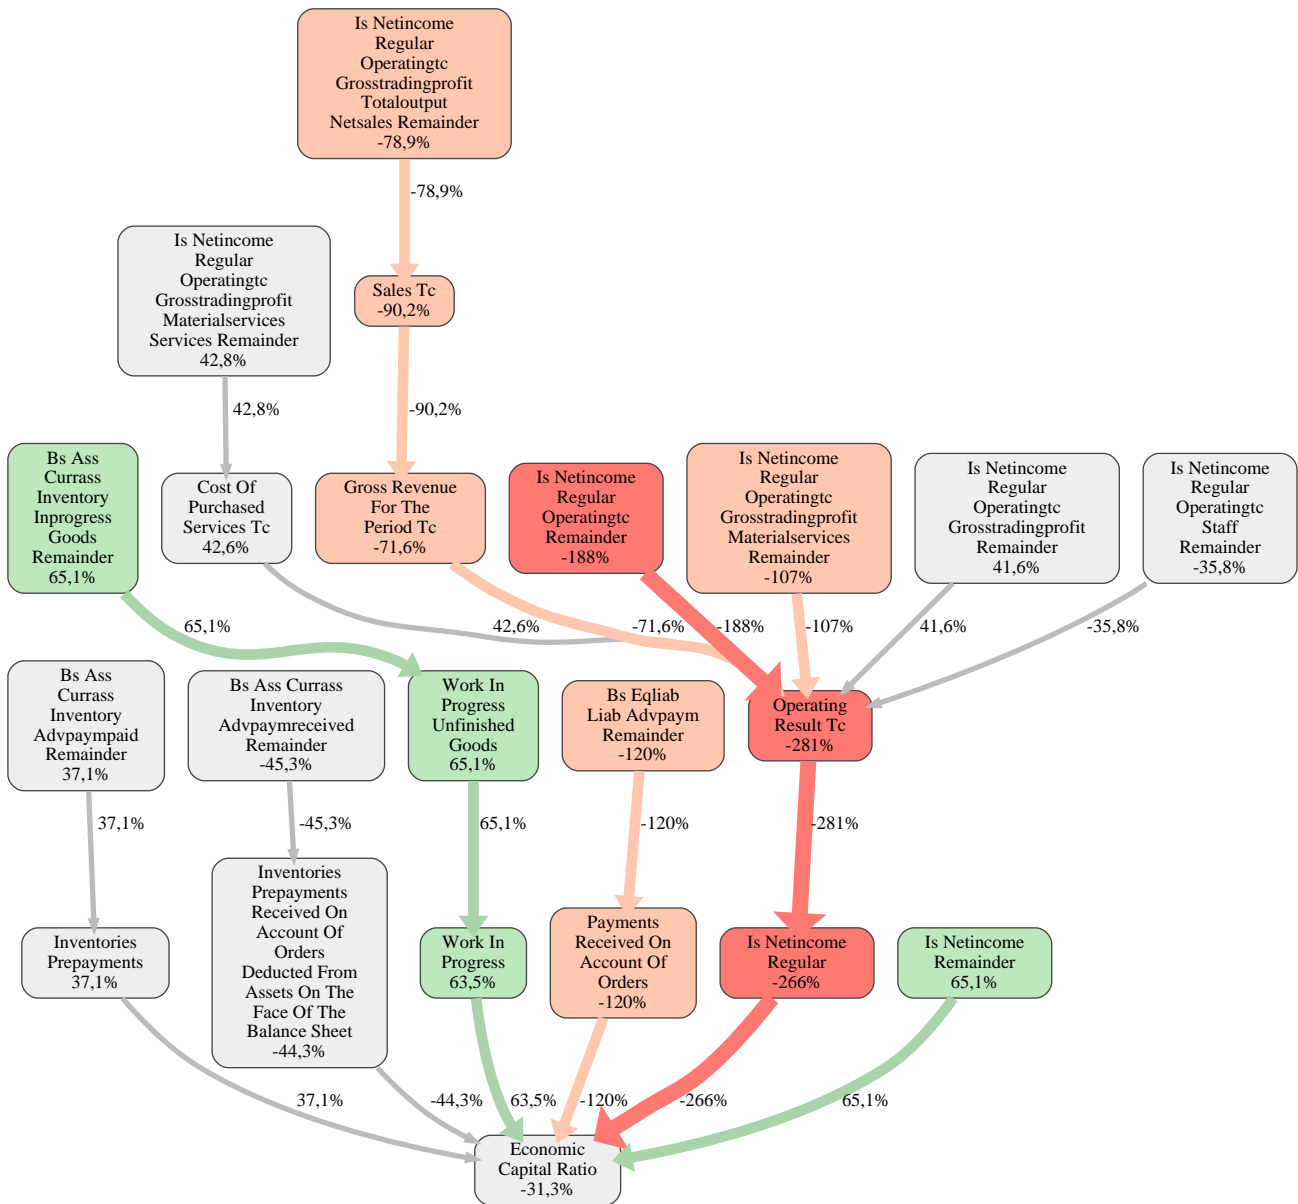 Is Netincome
Regular
Operatingtc
Grosstradingprofit
Totaloutput
Netsales Remainder
-78,9%
-78,9%
Is Netincome
Regular
Operatingtc
Grosstradingprofit
Materialservices
Services Remainder
42,8%
Sales Tc
-90,2%
42,8%
-90,2%
Bs Ass
Currass
Inventory
Inprogress
Goods
Remainder
65,1%
Cost Of
Purchased
Services Tc
42,6%
Gross Revenue
For The
Period Tc
-71,6%
Is Netincome
Regular
Operatingtc
Remainder
-188%
Is Netincome
Regular
Operatingtc
Grosstradingprofit
Materialservices
Remainder
-107%
Is Netincome
Regular
Operatingtc
Grosstradingprofit
Remainder
41,6%
Is Netincome
Regular
Operatingtc
Staff
Remainder
-35,8%
65,1%
42,6%
-71,6%
-188%
-107%
41,6%
-35,8%
Bs Ass
Currass
Inventory
Advpaympaid
Remainder
37,1%
Bs Ass Currass
Inventory
Advpaymreceived
Remainder
-45,3%
Work In
Progress
Unfinished
Goods
65,1%
Bs Eqliab
Liab Advpaym
Remainder
-120%
Operating
Result Tc
-281%
37,1%
-45,3%
65,1%
-120%
-281%
Inventories
Prepayments
37,1%
Inventories
Prepayments
Received On
Account Of
Orders
Deducted From
Assets On The
Face Of The
Balance Sheet
-44,3%
Work In
Progress
63,5%
Payments
Received On
Account Of
Orders
-120%
Is Netincome
Regular
-266%
Is Netincome
Remainder
65,1%
37,1%
-44,3%
63,5%
-120%
-266%
65,1%
Economic
Capital Ratio
-31,3%